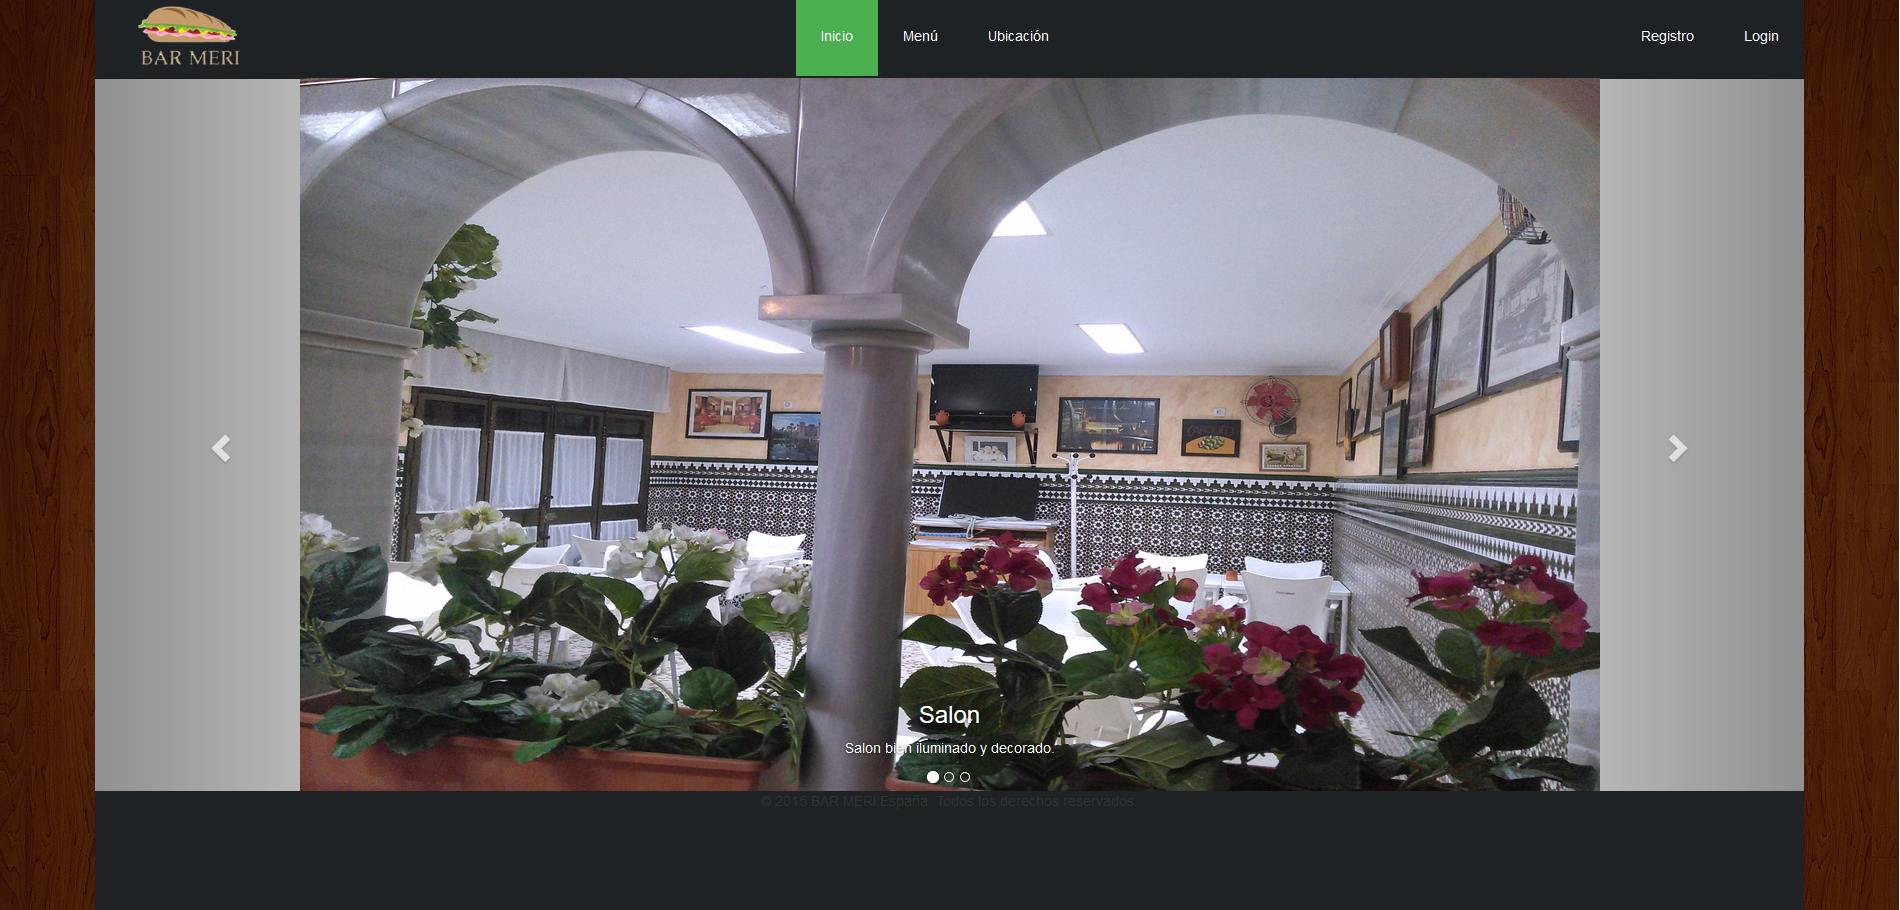 BAR MERI
Inicio
Menú
Ubicación
Registro
Login
Salon
Salon bien iluminado y decorado.
© 2015 BAR MERI España. Todos los derechos reservados